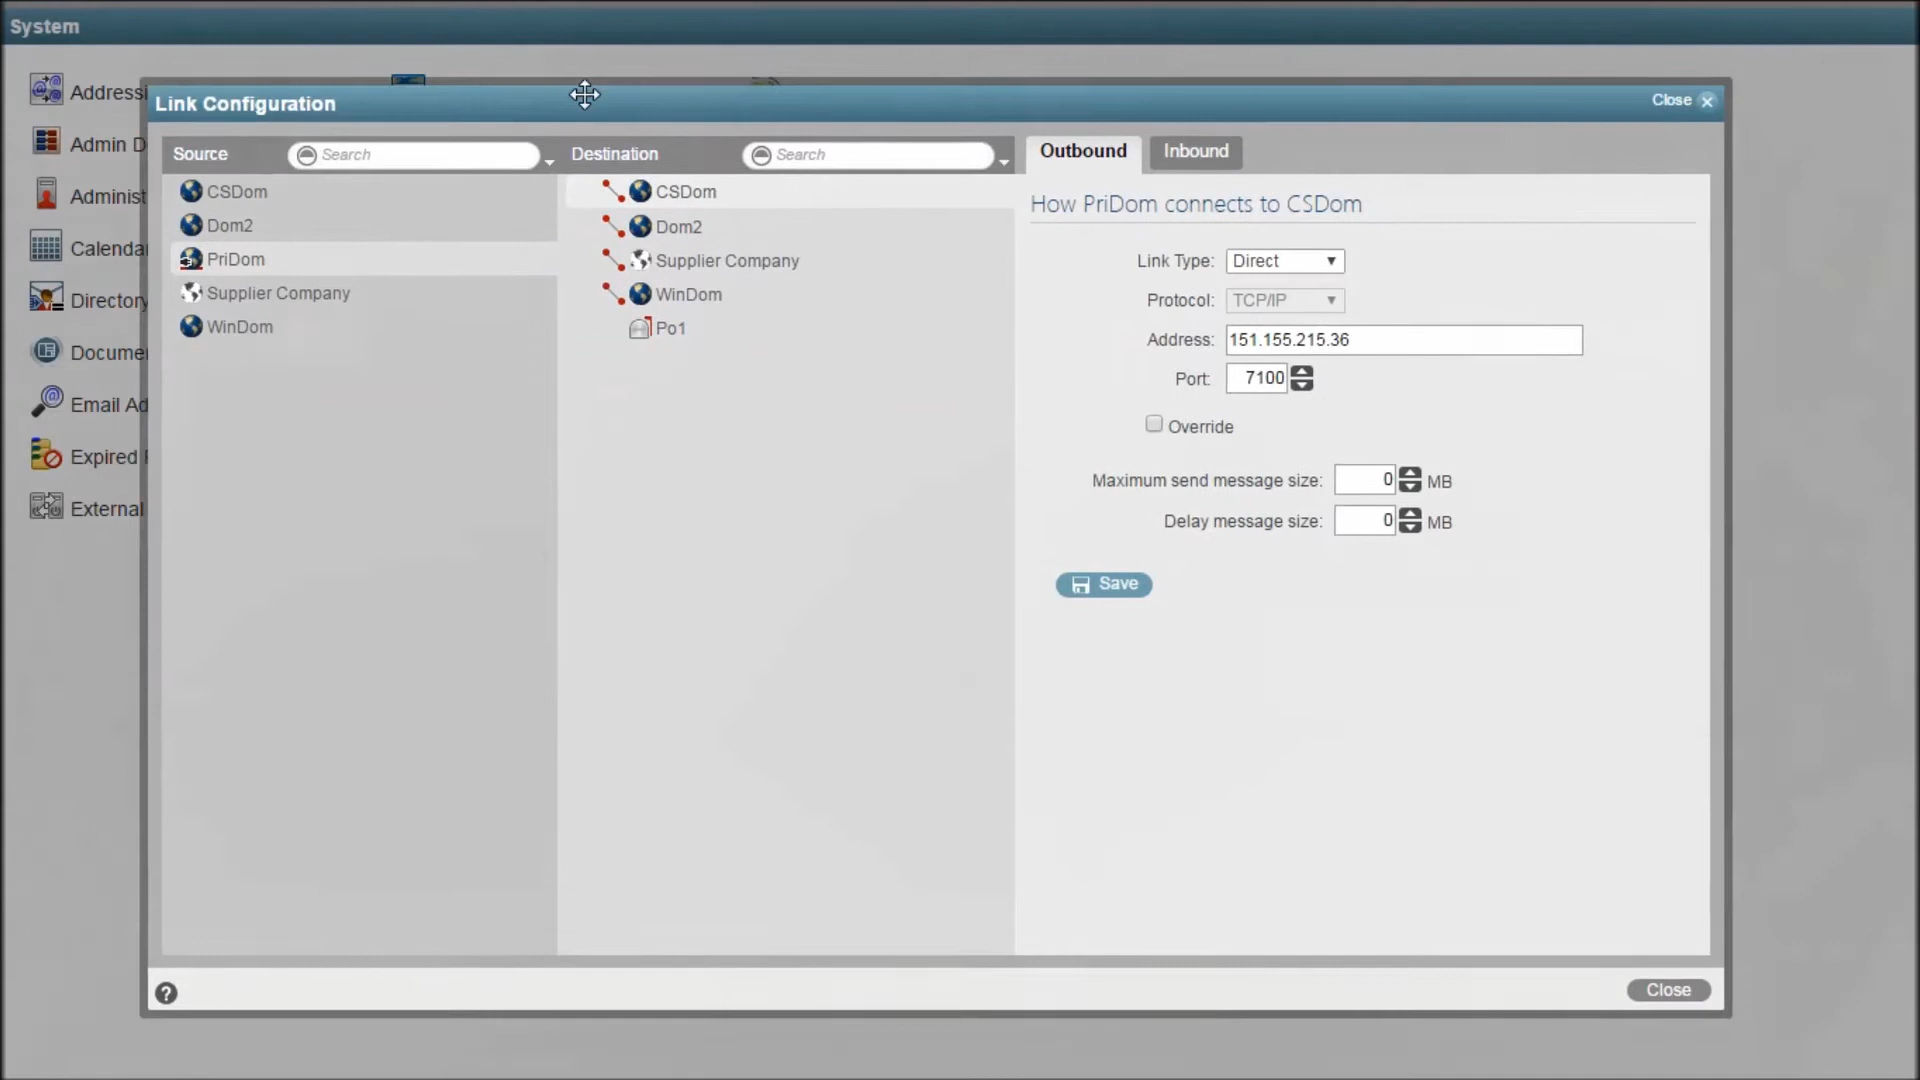 System
Addressi
Admin D
Administ
Calenda
Directory
Docume
Email Ad
Expired
External
Link Configuration
Close
Source
Search
Destination
Search
Outbound
Inbound
CSDom
Dom2
PriDom
Supplier Company
WinDom
CSDom
Dom2
Supplier Company
WinDom
Po1
How PriDom connects to CSDom
Link Type: Direct
Protocol: TCP/IP
Address: 151.155.215.36
Port: 7100
Override
Maximum send message size: 0 MB
Delay message size: 0 MB
Save
?
Close